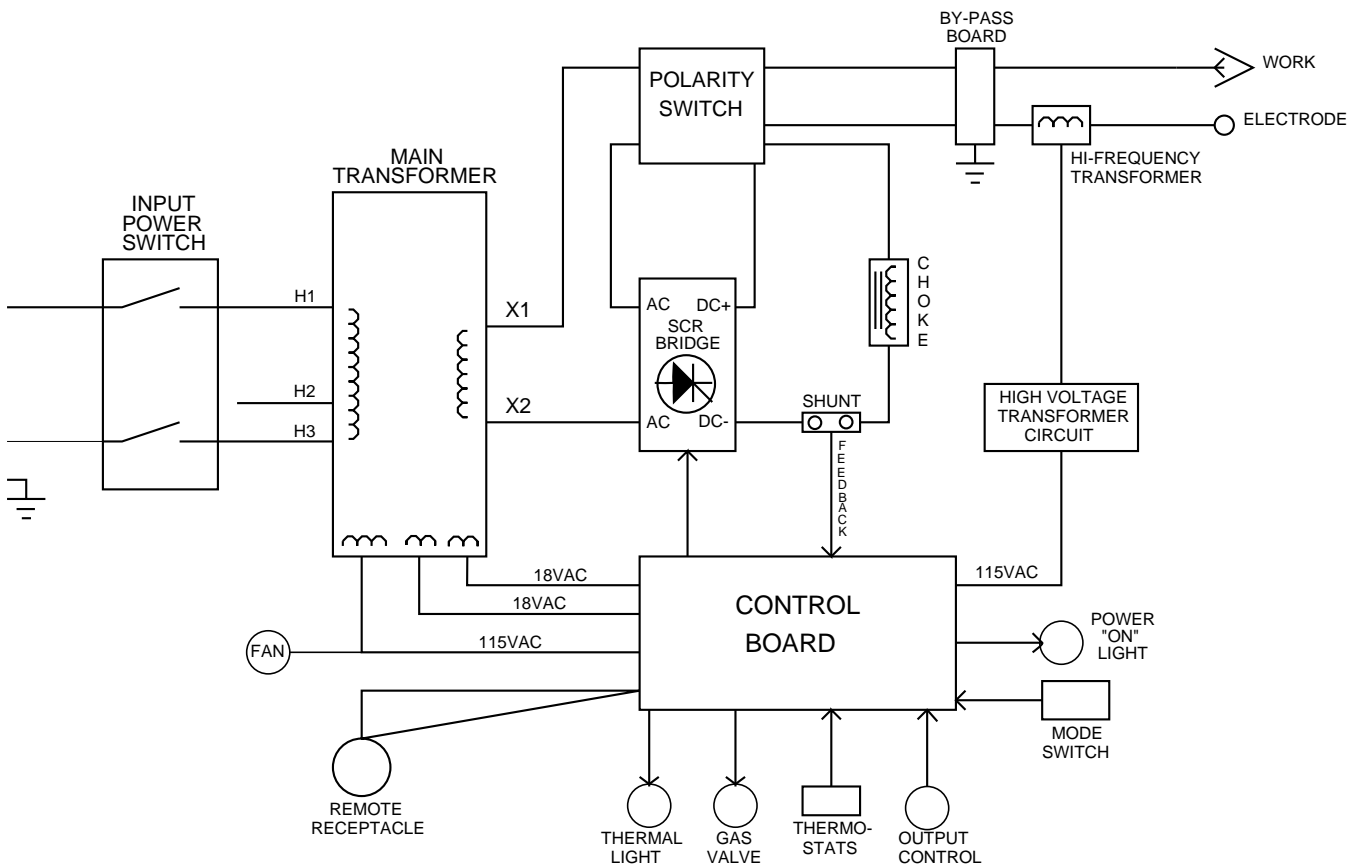 BY-PASS
BOARD
WORK
POLARITY
SWITCH
ELECTRODE
HI-FREQUENCY
TRANSFORMER
MAIN
TRANSFORMER
INPUT
POWER
SWITCH
H1
X1
AC DC+
SCR
BRIDGE
CHOKE
H2
X2
H3
AC DC-
SHUNT
FEEDBACK
HIGH VOLTAGE
TRANSFORMER
CIRCUIT
18VAC
18VAC
115VAC
FAN
CONTROL
BOARD
115VAC
POWER
"ON"
LIGHT
MODE
SWITCH
REMOTE
RECEPTACLE
THERMAL
LIGHT
GAS
VALVE
THERMO-
STATS
OUTPUT
CONTROL